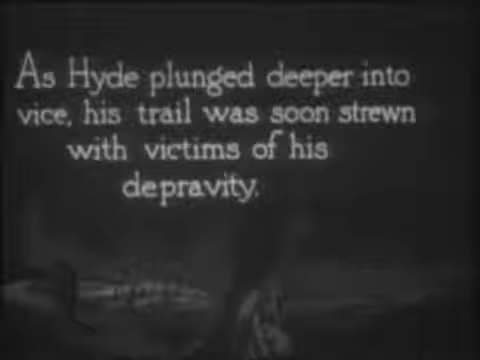 As Hyde plunged deeper into
vice, his trail was soon strewn
with victims of his
depravity.